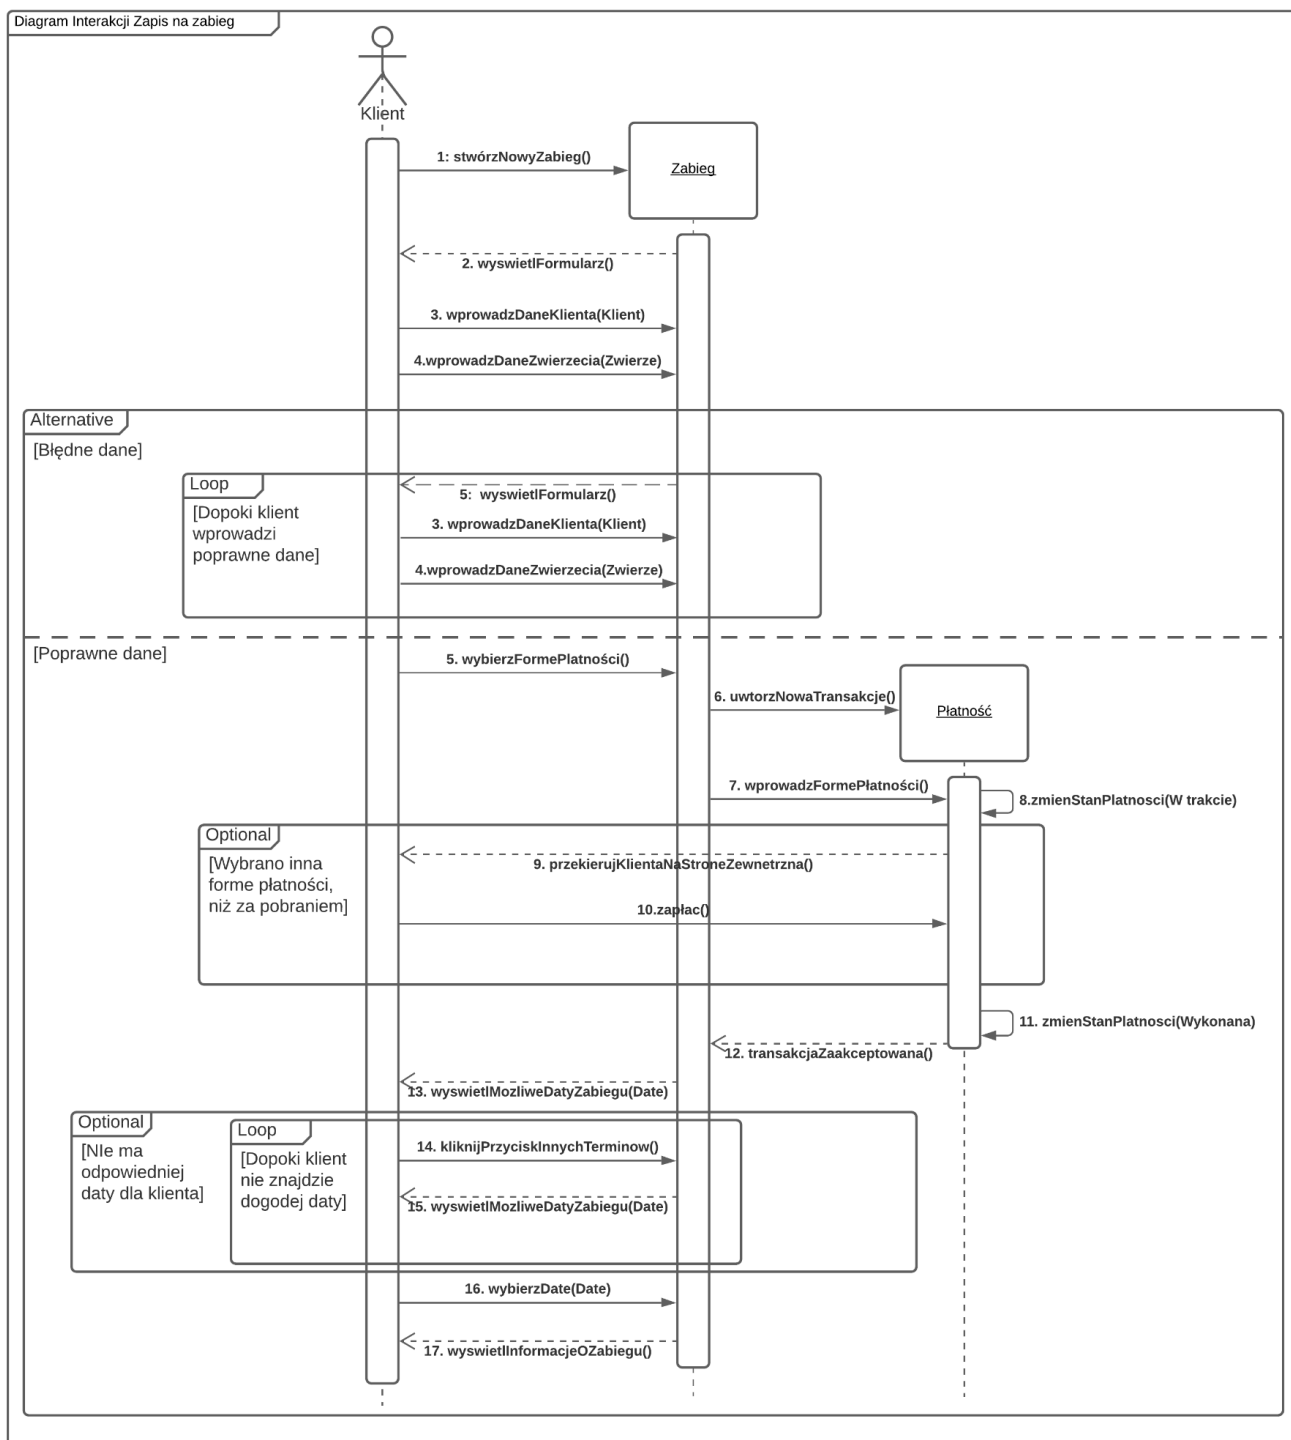 Diagram Interakcji Zapis na zabieg
Klient
1: stwórzNowyZabieg()
Zabieg
2. wyswietlFormularz()
3. wprowadzDaneKlienta(Klient)
4.wprowadzDaneZwierzecia(Zwierze)
Alternative
[Błędne dane]
Loop
5:  wyswietlFormularz()
[Dopoki klient
wprowadzi
poprawne dane]
3. wprowadzDaneKlienta(Klient)
4.wprowadzDaneZwierzecia(Zwierze)
[Poprawne dane]
5. wybierzFormePlatności()
6. uwtorzNowaTransakcje()
Płatność
7. wprowadzFormePłatności()
8.zmienStanPlatnosci(W trakcie)
Optional
[Wybrano inna
forme płatności,
niż za pobraniem]
9. przekierujKlientaNaStroneZewnetrzna()
10.zapłac()
11. zmienStanPlatnosci(Wykonana)
12. transakcjaZaakceptowana()
13. wyswietlMozliweDatyZabiegu(Date)
Optional
[NIe ma
odpowiedniej
daty dla klienta]
Loop
[Dopoki klient
nie znajdzie
dogodej daty]
14. kliknijPrzyciskInnychTerminow()
15. wyswietlMozliweDatyZabiegu(Date)
16. wybierzDate(Date)
17. wyswietlInformacjeOZabiegu()